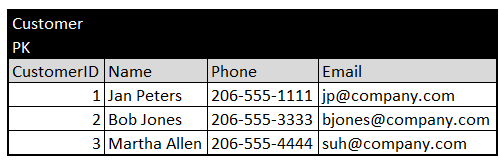 Customer
PK
CustomerID Name Phone Email
1 Jan Peters 206-555-1111 jp@company.com
2 Bob Jones 206-555-3333 bjones@company.com
3 Martha Allen 206-555-4444 suh@company.com